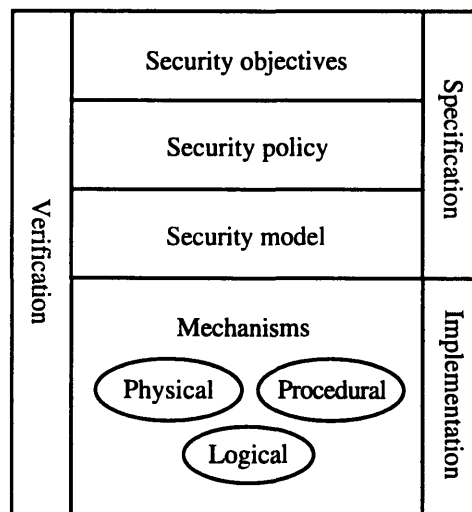 Security objectives
Security policy
Security model
Mechanisms
Physical
Procedural
Logical
Verification
Specification
Implementation